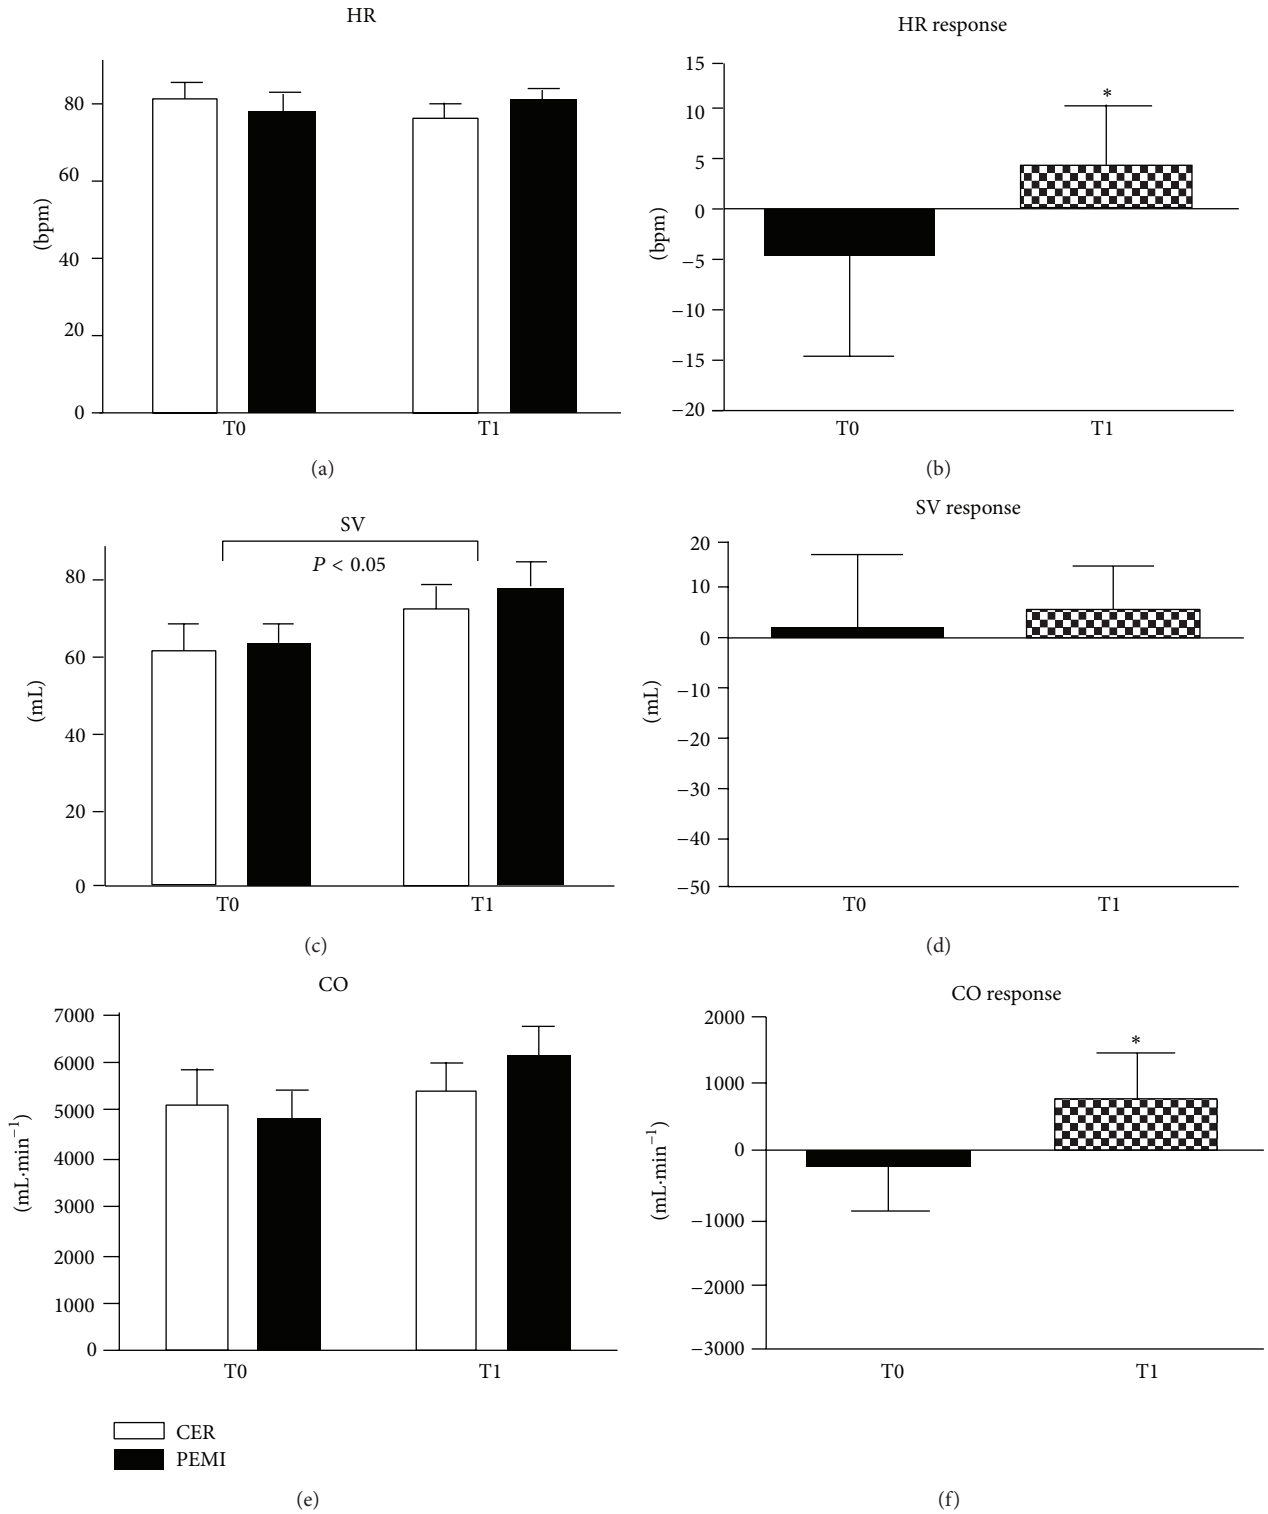 HR
80
60
40
20
0
(bpm)
T0 T1
(a)
HR response
15
10
5
0
−5
−10
−15
−20
(bpm)
*
T0 T1
(b)
SV
P < 0.05
80
60
40
20
0
(mL)
T0 T1
(c)
SV response
20
10
0
−10
−20
−30
−40
−50
(mL)
T0 T1
(d)
CO
7000
6000
5000
4000
3000
2000
1000
0
(mL·min−1)
T0 T1
CER
PEMI
(e)
CO response
2000
1000
0
−1000
−2000
−3000
(mL·min−1)
*
T0 T1
(f)